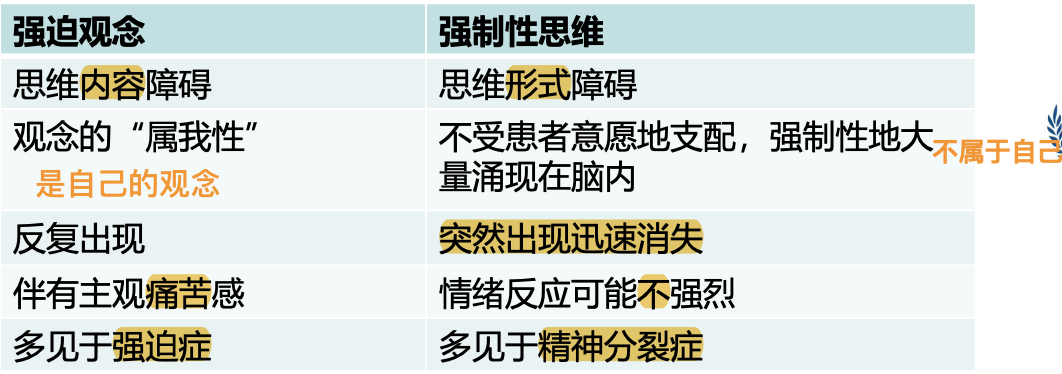 强迫观念
强制性思维
思维内容障碍
思维形式障碍
观念的“属我性”
是自己的观念
不受患者意愿地支配，强制性地大
量涌现在脑内
不属于自己
反复出现
突然出现迅速消失
伴有主观痛苦感
情绪反应可能不强烈
多见于强迫症
多见于精神分裂症